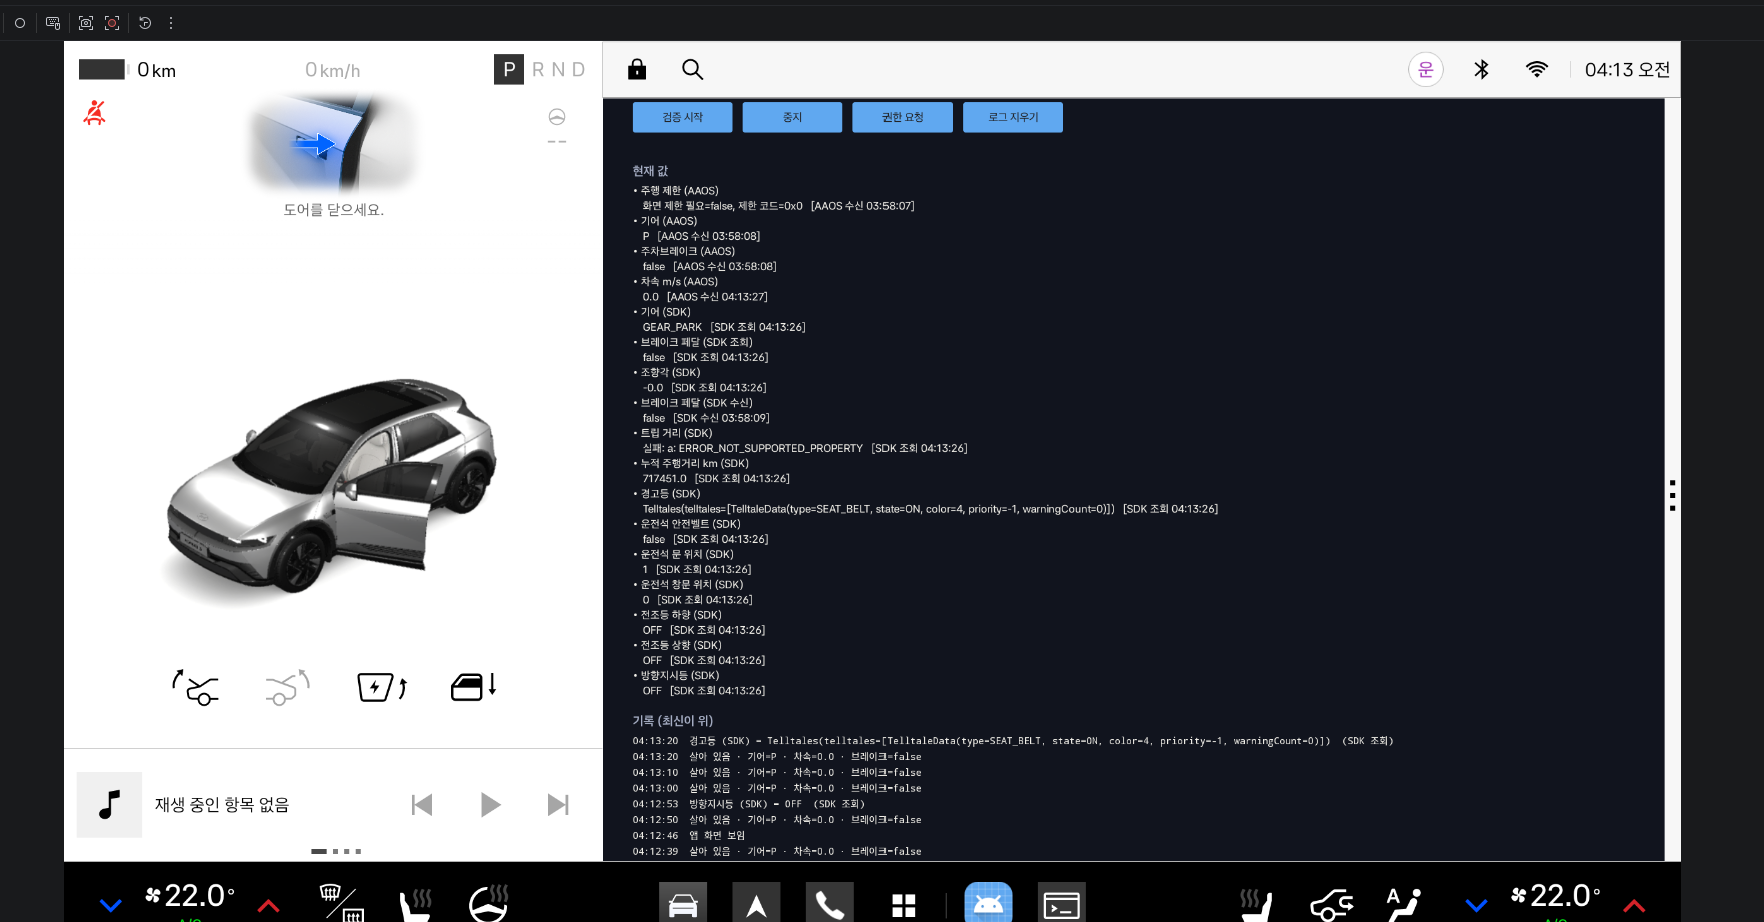 0km
0km/h
P R N D
도어를 닫으세요.
재생 중인 항목 없음
운
04:13 오전
검증 시작
중지
권한 요청
로그 지우기
현재 값
• 주행 제한 (AAOS)
화면 제한 필요=false, 제한 코드=0x0 [AAOS 수신 03:58:07]
• 기어 (AAOS)
P [AAOS 수신 03:58:08]
• 주차브레이크 (AAOS)
false [AAOS 수신 03:58:08]
• 차속 m/s (AAOS)
0.0 [AAOS 수신 04:13:27]
• 기어 (SDK)
GEAR_PARK [SDK 조회 04:13:26]
• 브레이크 페달 (SDK 조회)
false [SDK 조회 04:13:26]
• 조향각 (SDK)
-0.0 [SDK 조회 04:13:26]
• 브레이크 페달 (SDK 수신)
false [SDK 수신 03:58:09]
• 트립 거리 (SDK)
실패: a: ERROR_NOT_SUPPORTED_PROPERTY [SDK 조회 04:13:26]
• 누적 주행거리 km (SDK)
717451.0 [SDK 조회 04:13:26]
• 경고등 (SDK)
Telltales(telltales=[TelltaleData(type=SEAT_BELT, state=ON, color=4, priority=-1, warningCount=0)]) [SDK 조회 04:13:26]
• 운전석 안전벨트 (SDK)
false [SDK 조회 04:13:26]
• 운전석 문 위치 (SDK)
1 [SDK 조회 04:13:26]
• 운전석 창문 위치 (SDK)
0 [SDK 조회 04:13:26]
• 전조등 하향 (SDK)
OFF [SDK 조회 04:13:26]
• 전조등 상향 (SDK)
OFF [SDK 조회 04:13:26]
• 방향지시등 (SDK)
OFF [SDK 조회 04:13:26]
기록 (최신이 위)
04:13:20 경고등 (SDK) = Telltales(telltales=[TelltaleData(type=SEAT_BELT, state=ON, color=4, priority=-1, warningCount=0)]) (SDK 조회)
04:13:20 살아 있음 · 기어=P · 차속=0.0 · 브레이크=false
04:13:10 살아 있음 · 기어=P · 차속=0.0 · 브레이크=false
04:13:00 살아 있음 · 기어=P · 차속=0.0 · 브레이크=false
04:12:53 방향지시등 (SDK) = OFF (SDK 조회)
04:12:50 살아 있음 · 기어=P · 차속=0.0 · 브레이크=false
04:12:46 앱 화면 보임
04:12:39 살아 있음 · 기어=P · 차속=0.0 · 브레이크=false
22.0°
A
22.0°